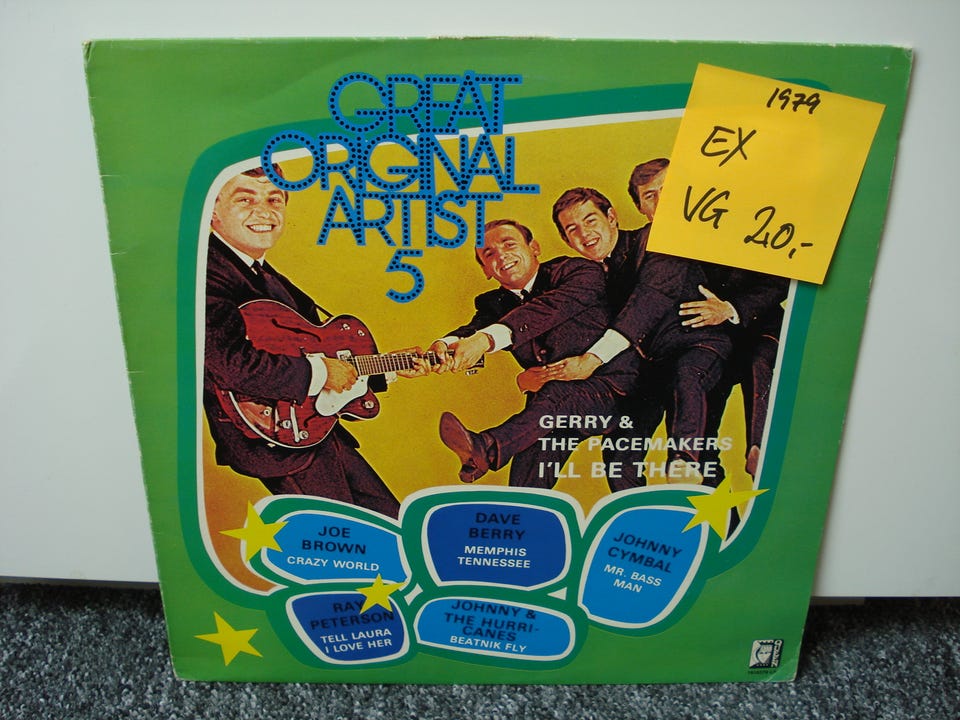 GREAT
ORIGINAL
ARTIST
5
1979
EX
VG 20,-
GERRY &
THE PACEMAKERS
I'LL BE THERE
JOE
BROWN
CRAZY WORLD
DAVE
BERRY
MEMPHIS
TENNESSEE
JOHNNY
CYMBAL
MR. BASS
MAN
RAY
PETERSON
TELL LAURA
I LOVE HER
JOHNNY &
THE HURRI-
CANES
BEATNIK FLY